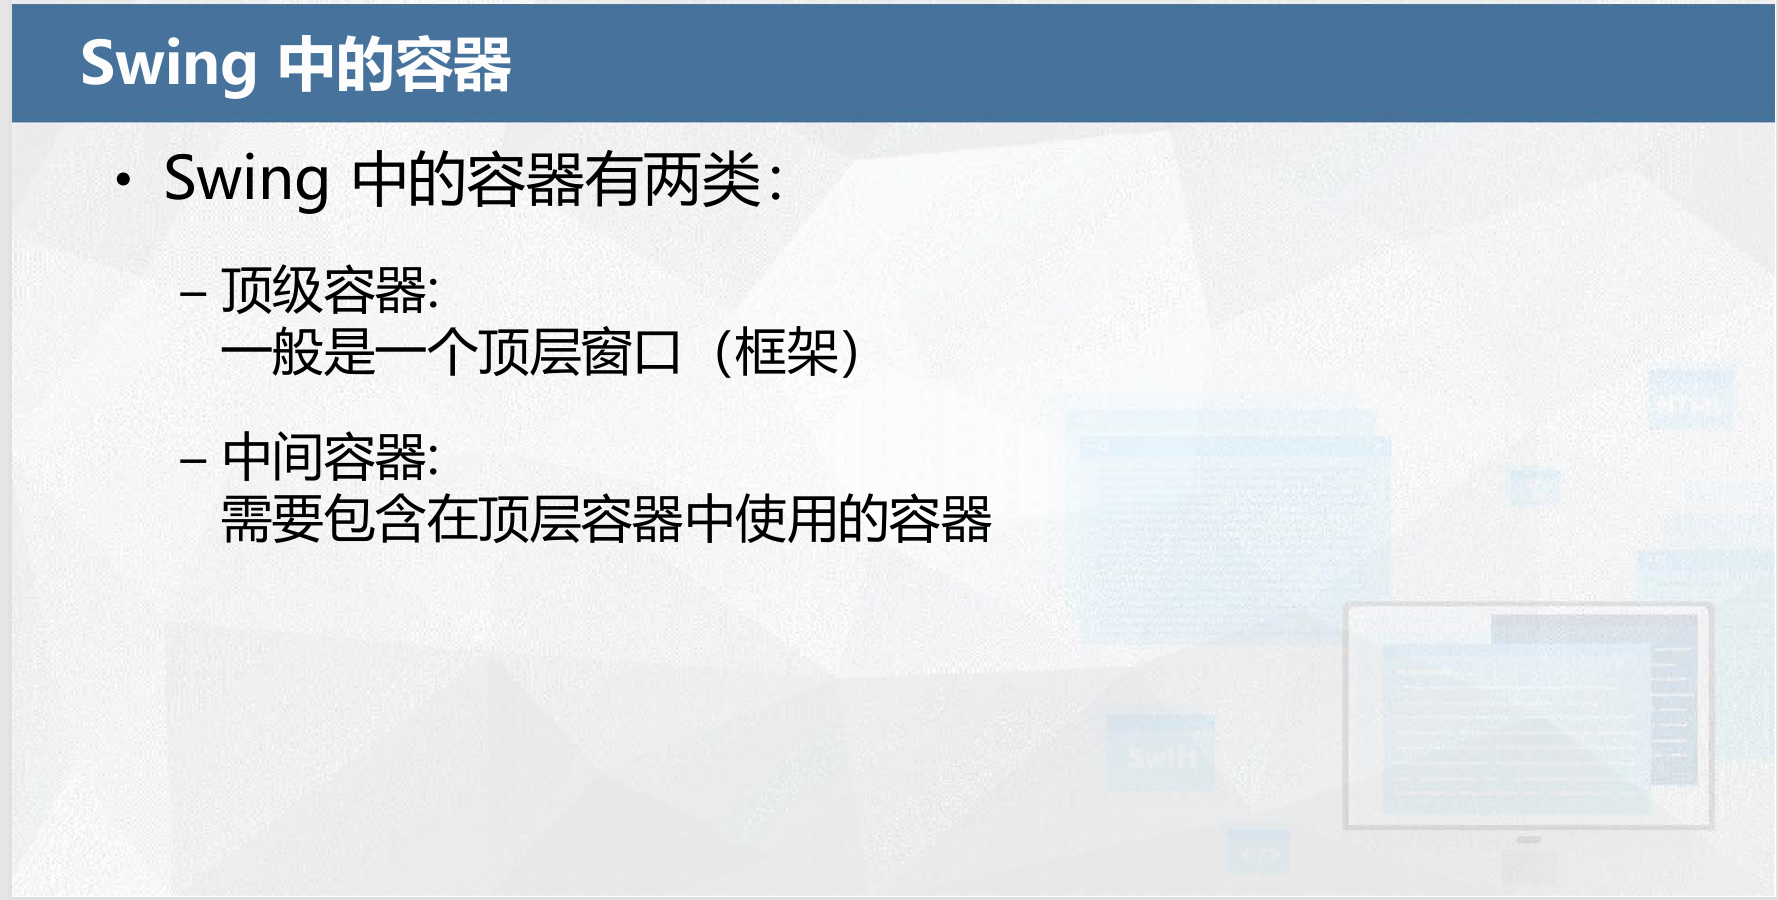 Swing 中的容器
• Swing 中的容器有两类：
– 顶级容器:
一般是一个顶层窗口（框架）
– 中间容器:
需要包含在顶层容器中使用的容器
HTML
Swift
</>